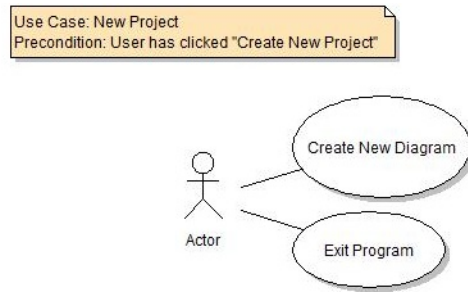 Use Case: New Project
Precondition: User has clicked "Create New Project"
Create New Diagram
Actor
Exit Program